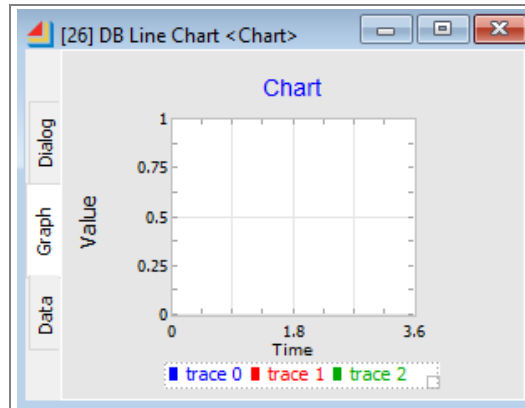 [26] DB Line Chart <Chart>
Chart
Dialog
Graph
Data
Value
1
0.75
0.5
0.25
0
0 1.8 3.6
Time
trace 0 trace 1 trace 2